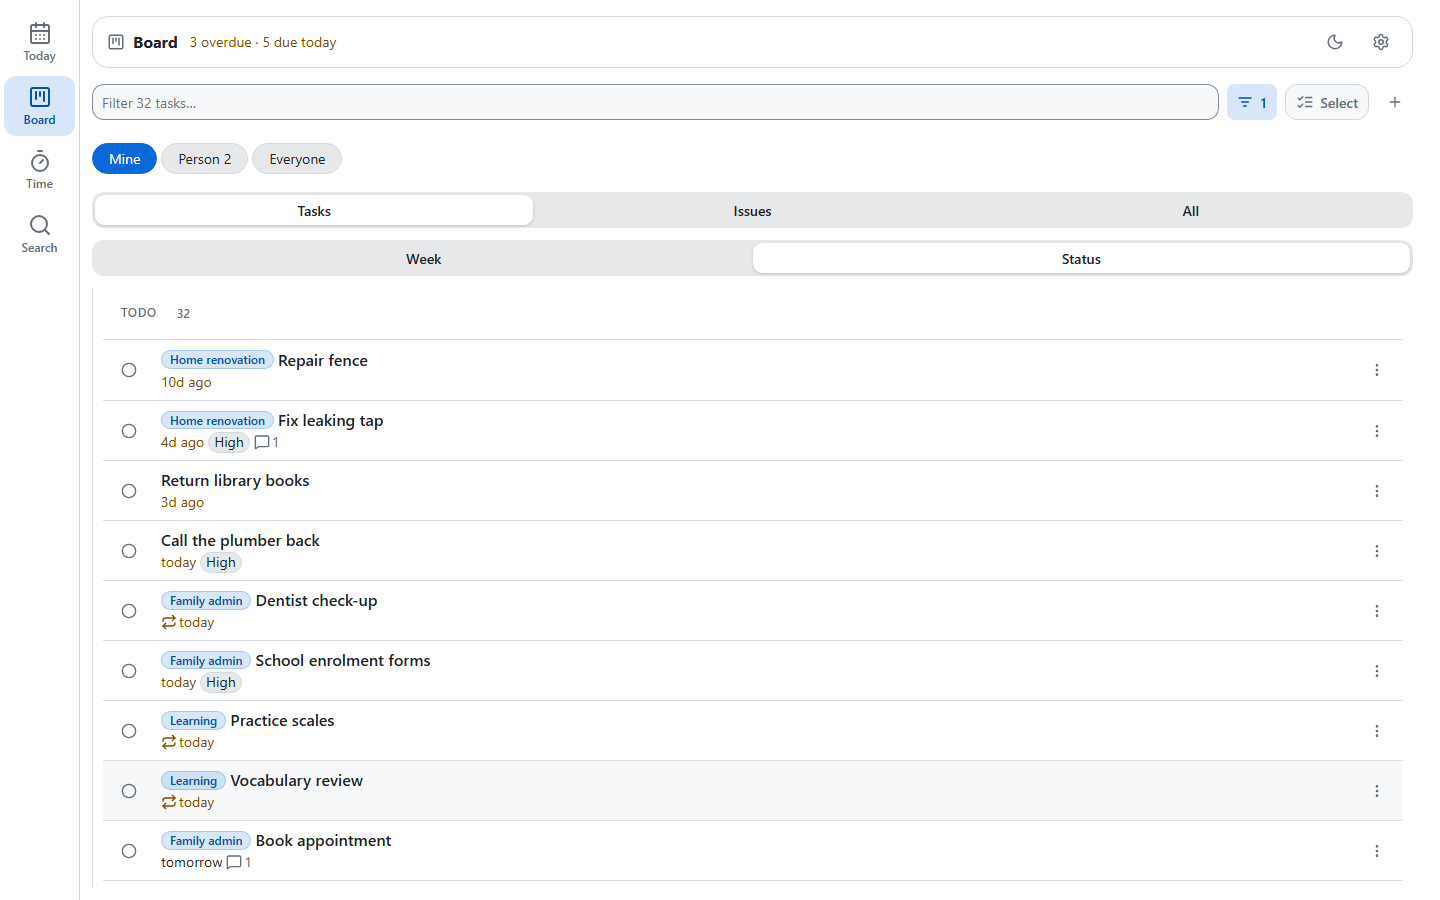 Today
Board
Time
Search
Board 3 overdue · 5 due today
Filter 32 tasks...
1
Select
Mine
Person 2
Everyone
Tasks
Issues
All
Week
Status
TODO 32
Home renovation Repair fence
10d ago
Home renovation Fix leaking tap
4d ago High 1
Return library books
3d ago
Call the plumber back
today High
Family admin Dentist check-up
today
Family admin School enrolment forms
today High
Learning Practice scales
today
Learning Vocabulary review
today
Family admin Book appointment
tomorrow 1